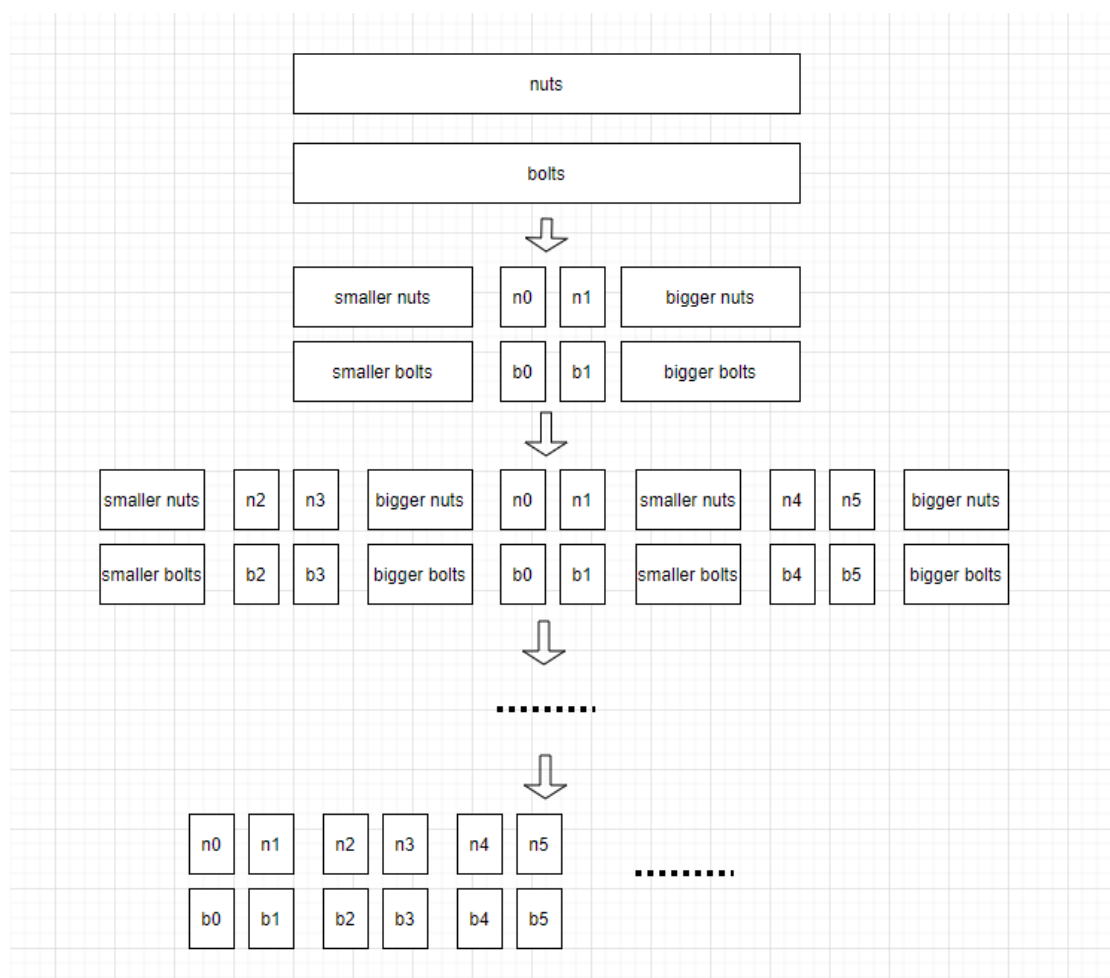 nuts
bolts
smaller nuts n0 n1 bigger nuts
smaller bolts b0 b1 bigger bolts
smaller nuts n2 n3 bigger nuts n0 n1 smaller nuts n4 n5 bigger nuts
smaller bolts b2 b3 bigger bolts b0 b1 smaller bolts b4 b5 bigger bolts
n0 n1 n2 n3 n4 n5
b0 b1 b2 b3 b4 b5